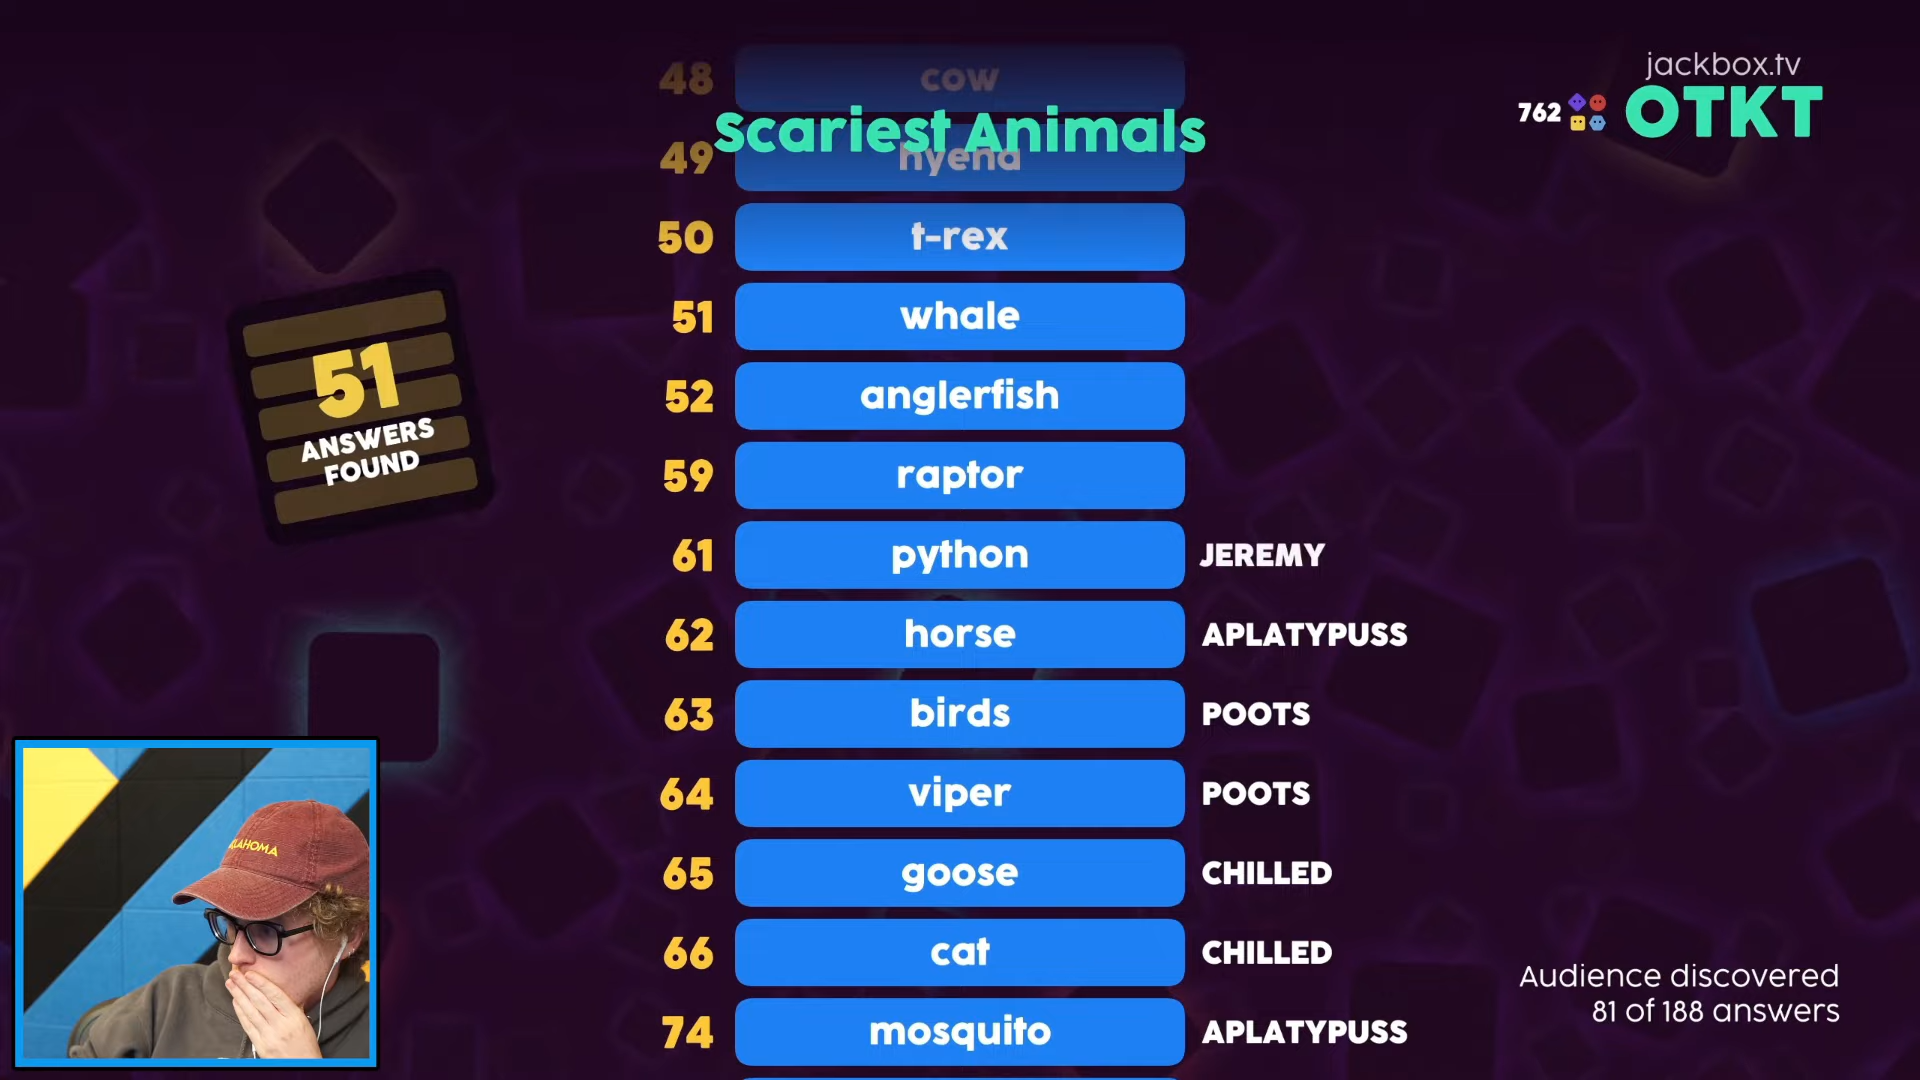 jackbox.tv
762 OTKT
Scariest Animals
48 cow
49 hyena
50 t-rex
51 whale
52 anglerfish
59 raptor
61 python JEREMY
62 horse APLATYPUSS
63 birds POOTS
64 viper POOTS
65 goose CHILLED
66 cat CHILLED
74 mosquito APLATYPUSS
51
ANSWERS
FOUND
KLAHOMA
Audience discovered
81 of 188 answers